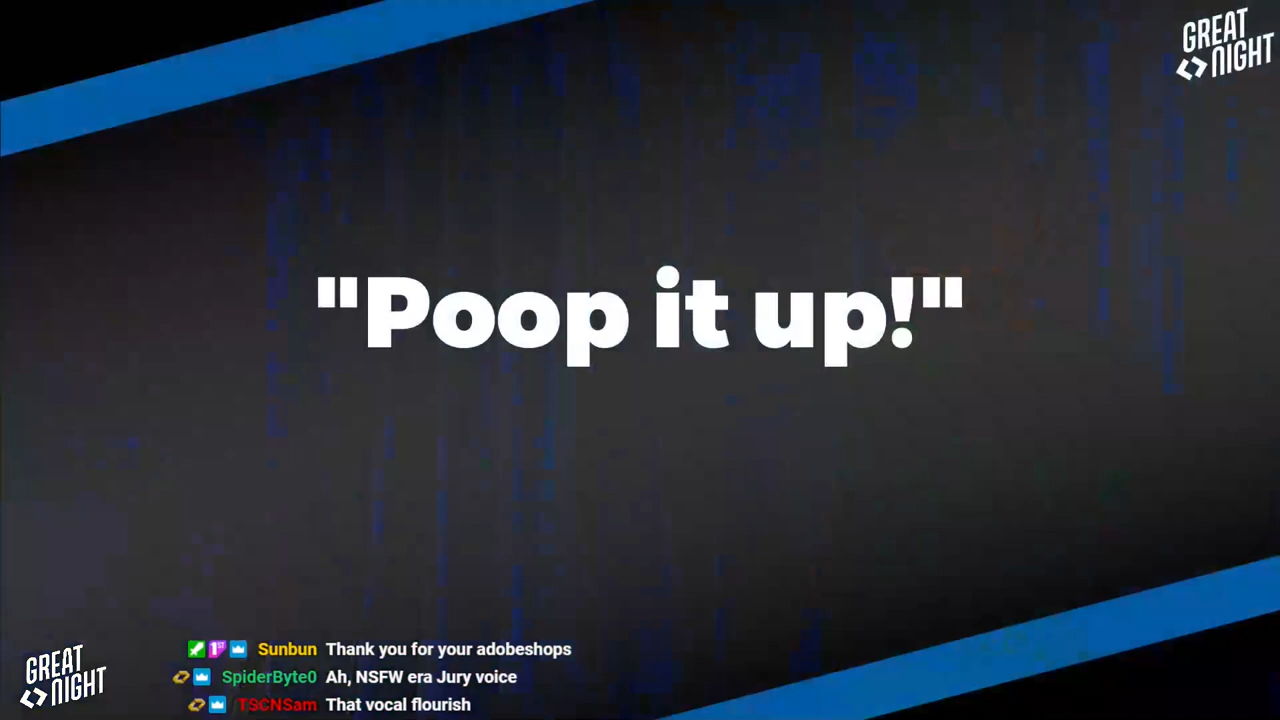 GREAT
NIGHT
"Poop it up!"
Sunbun Thank you for your adobeshops
SpiderByte0 Ah, NSFW era Jury voice
TSCNSam That vocal flourish
GREAT
NIGHT